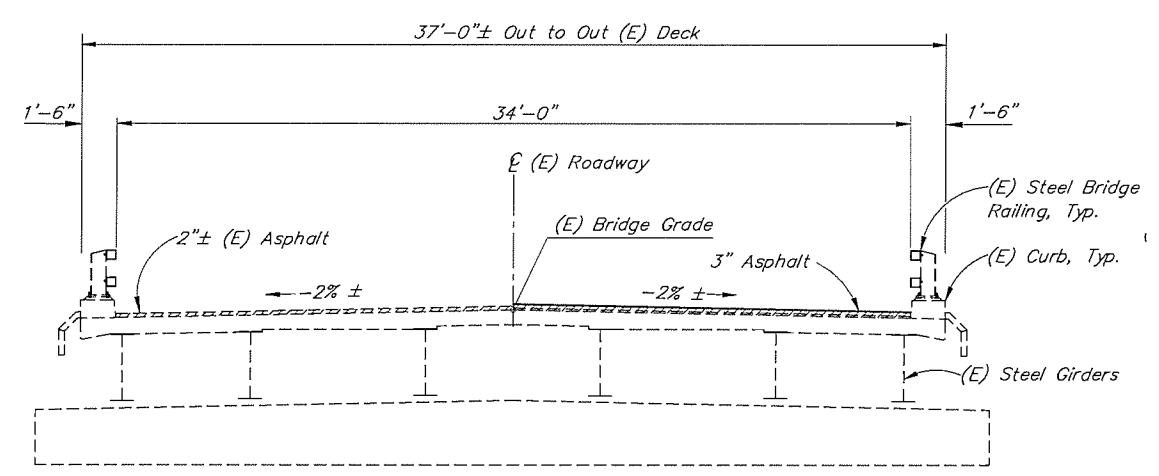 37'-0"± Out to Out (E) Deck
1'-6"
34'-0"
1'-6"
℄ (E) Roadway
(E) Steel Bridge
Railing, Typ.
(E) Bridge Grade
2"± (E) Asphalt
3" Asphalt
(E) Curb, Typ.
-2% ±
-2% ±
(E) Steel Girders